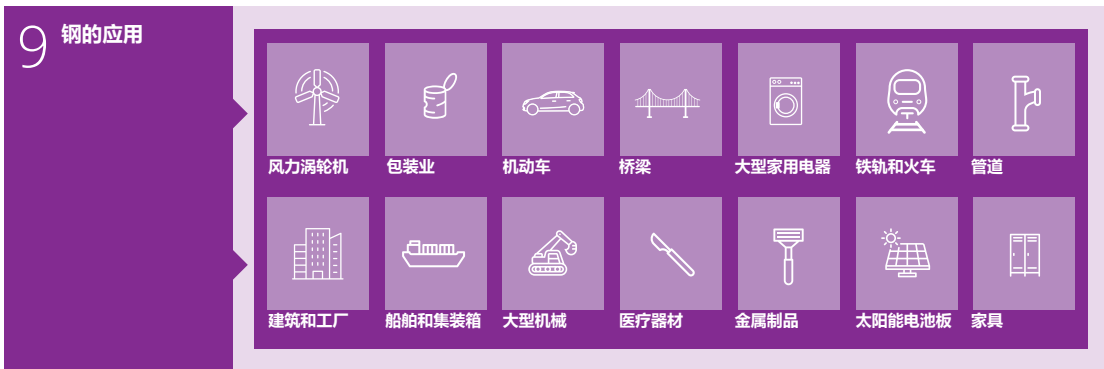 9
钢的应用
风力涡轮机
包装业
机动车
桥梁
大型家用电器
铁轨和火车
管道
建筑和工厂
船舶和集装箱
大型机械
医疗器材
金属制品
太阳能电池板
家具